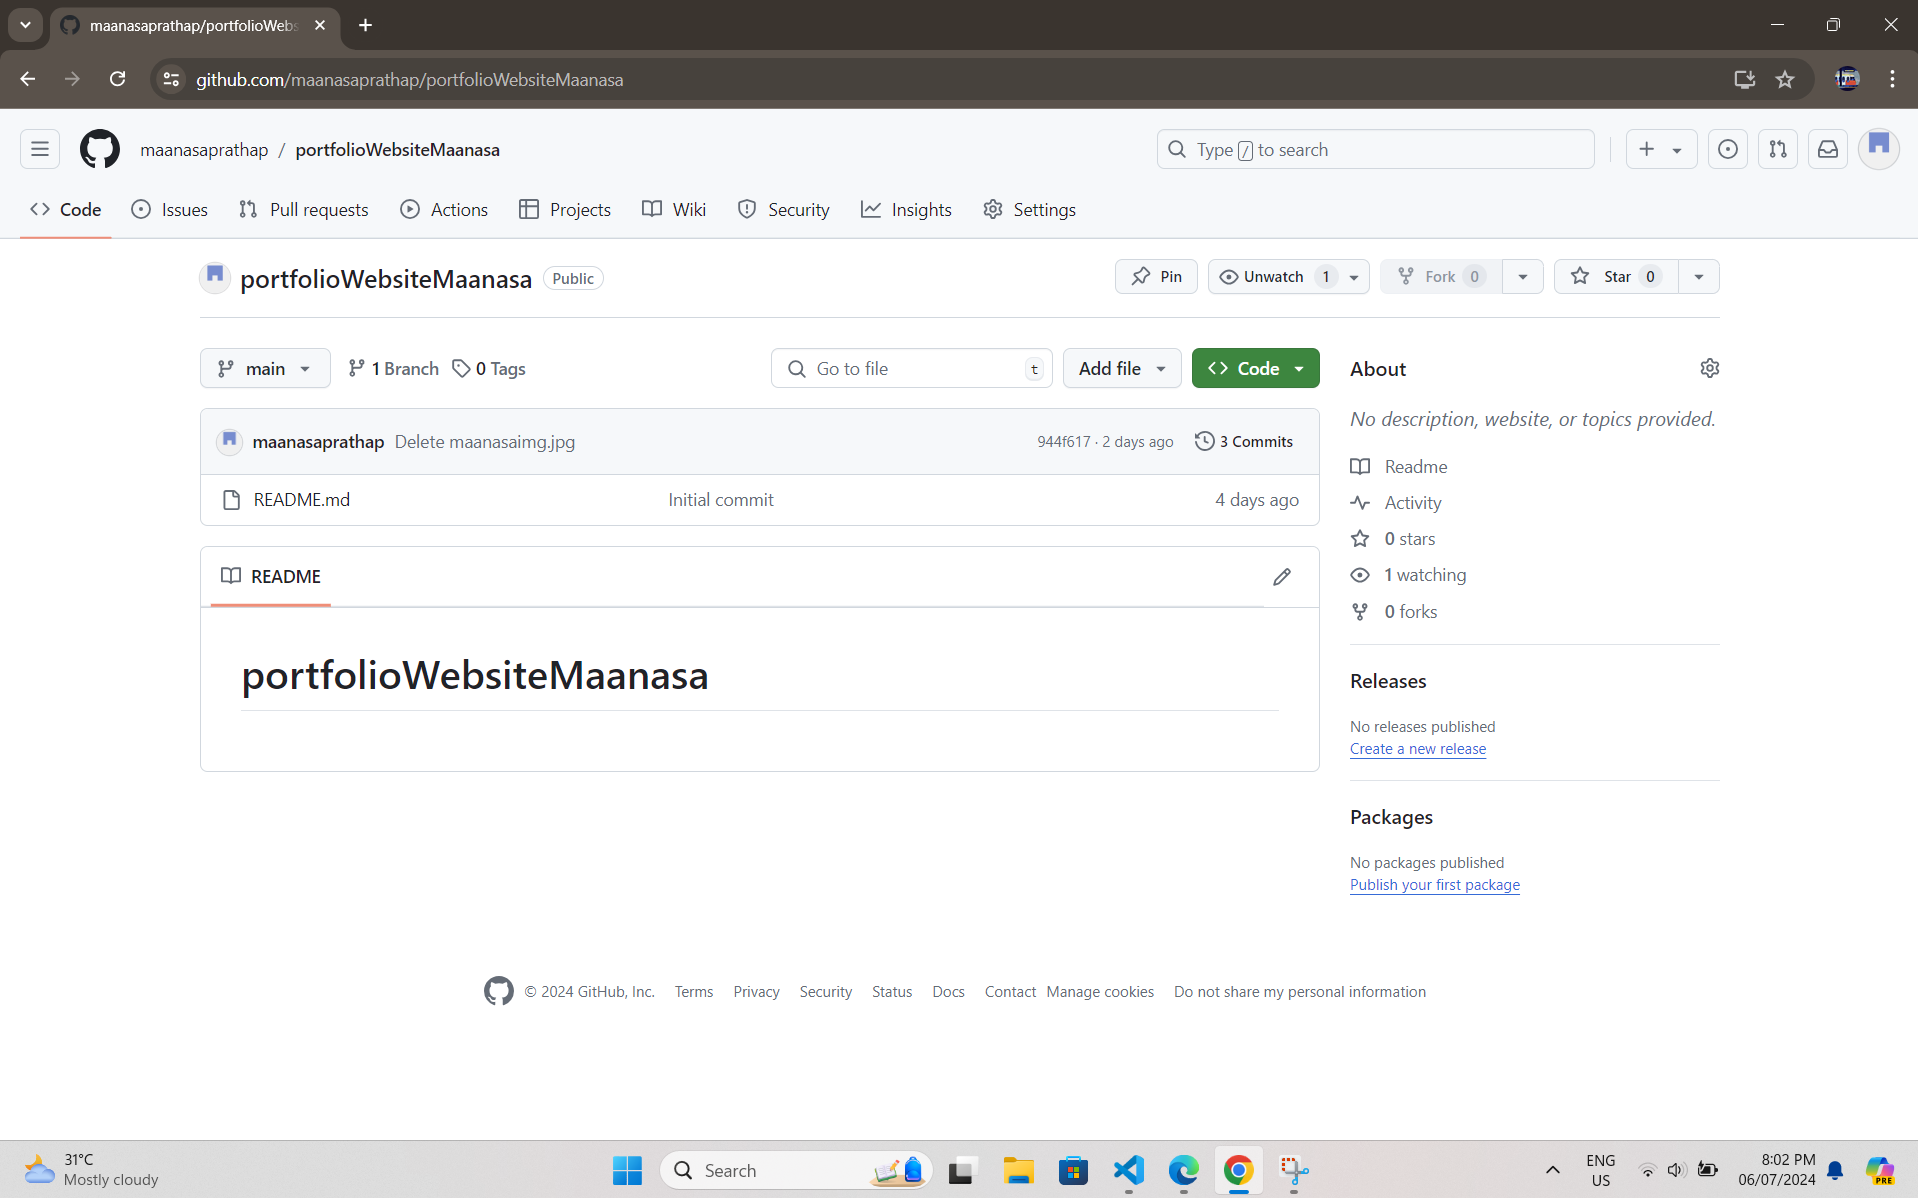 maanasaprathap/portfolioWebs
github.com/maanasaprathap/portfolioWebsiteMaanasa
maanasaprathap / portfolioWebsiteMaanasa
Type / to search
Code Issues Pull requests Actions Projects Wiki Security Insights Settings
portfolioWebsiteMaanasa Public
Pin Unwatch 1 Fork 0 Star 0
main 1 Branch 0 Tags
Go to file t Add file Code
maanasaprathap Delete maanasaimg.jpg 944f617 · 2 days ago 3 Commits
README.md Initial commit 4 days ago
README
portfolioWebsiteMaanasa
About
No description, website, or topics provided.
Readme
Activity
0 stars
1 watching
0 forks
Releases
No releases published
Create a new release
Packages
No packages published
Publish your first package
© 2024 GitHub, Inc. Terms Privacy Security Status Docs Contact Manage cookies Do not share my personal information
31°C
Mostly cloudy
Search
ENG
US
8:02 PM
06/07/2024
PRE